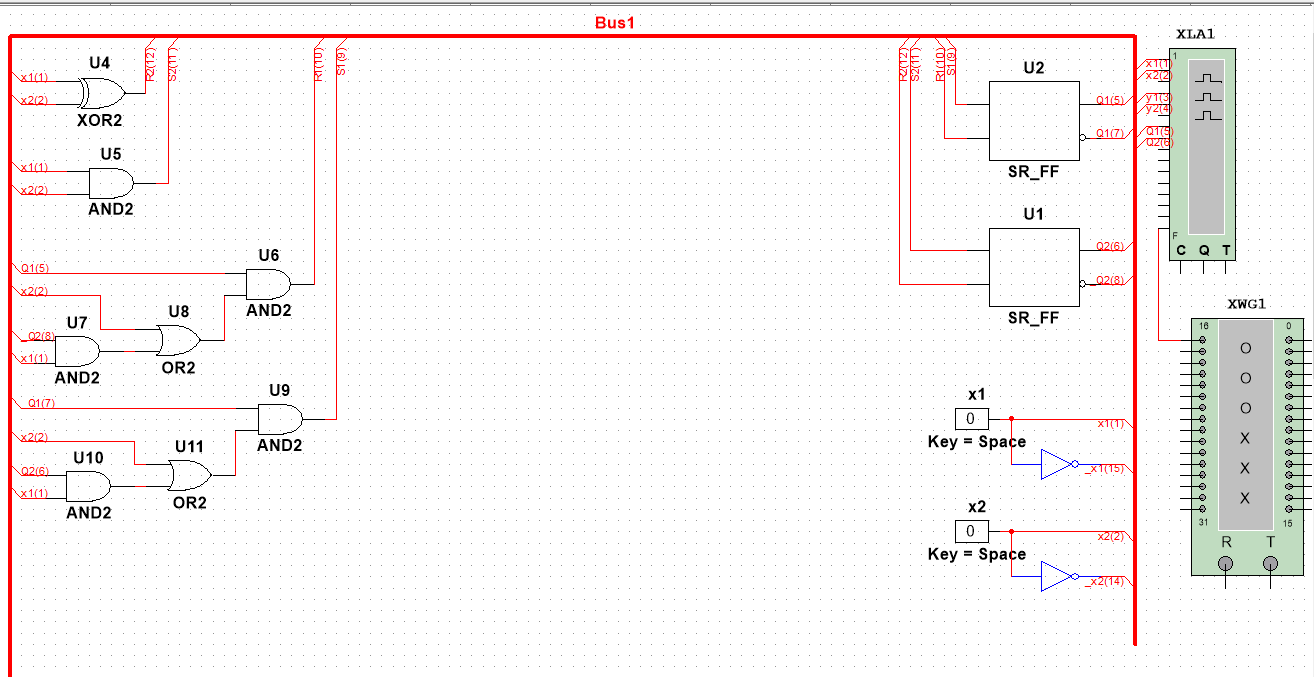 Bus1
U4
x1(1)
x2(2)
XOR2
R2(12)
S2(11)
R1(10)
S1(9)
U5
x1(1)
x2(2)
AND2
U6
Q1(5)
AND2
x2(2)
U8
OR2
U7
Q2(8)
x1(1)
AND2
U9
Q1(7)
AND2
x2(2)
U11
OR2
U10
Q2(6)
x1(1)
AND2
R2(12)
S2(11)
R1(10)
S1(9)
U2
Q1(5)
Q1(7)
SR_FF
U1
Q2(6)
Q2(8)
SR_FF
x1
0
Key = Space
x1(1)
_x1(15)
x2
0
Key = Space
x2(2)
_x2(14)
XLA1
1
x1(1)
x2(2)
y1(3)
y2(4)
Q1(5)
Q2(6)
F
C Q T
XWG1
16 0
O
O
O
X
X
X
31 15
R T